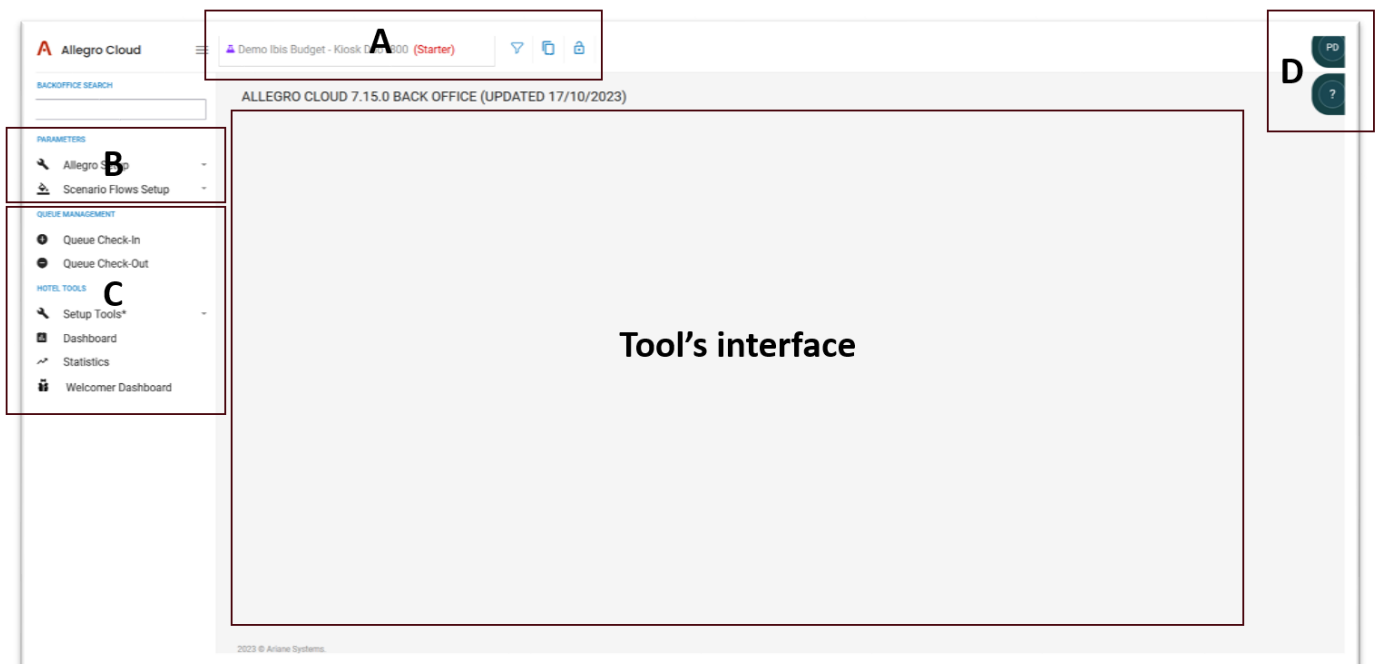 A
Allegro Cloud
Demo Ibis Budget - Kiosk D 800 (Starter)
PD
D
?
BACKOFFICE SEARCH
ALLEGRO CLOUD 7.15.0 BACK OFFICE (UPDATED 17/10/2023)
PARAMETERS
B
Allegro Setup
Scenario Flows Setup
QUEUE MANAGEMENT
Queue Check-In
Queue Check-Out
HOTEL TOOLS
C
Setup Tools*
Dashboard
Statistics
Welcomer Dashboard
Tool's interface
2023 © Ariane Systems.